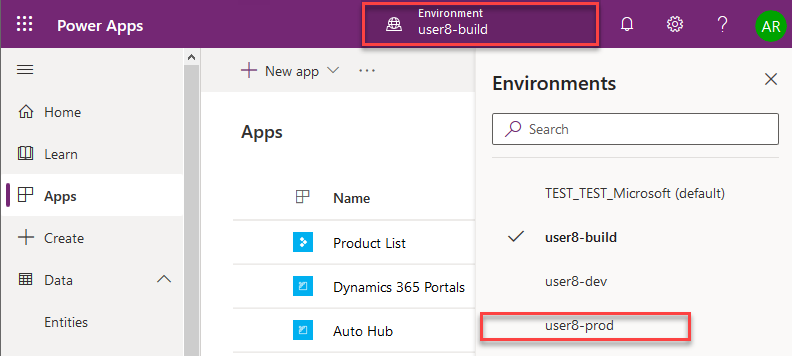 Power Apps
Environment
user8-build
?
AR
Home
Learn
Apps
Create
Data
Entities
New app
Apps
Name
Product List
Dynamics 365 Portals
Auto Hub
Environments
Search
TEST_TEST_Microsoft (default)
user8-build
user8-dev
user8-prod